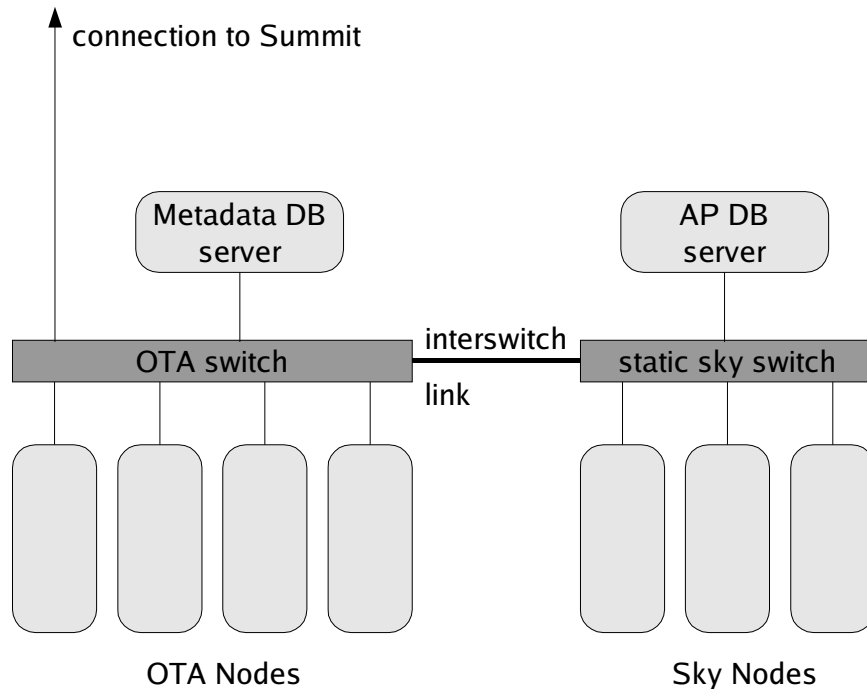 connection to Summit
Metadata DB
server
AP DB
server
interswitch
OTA switch
static sky switch
link
OTA Nodes
Sky Nodes